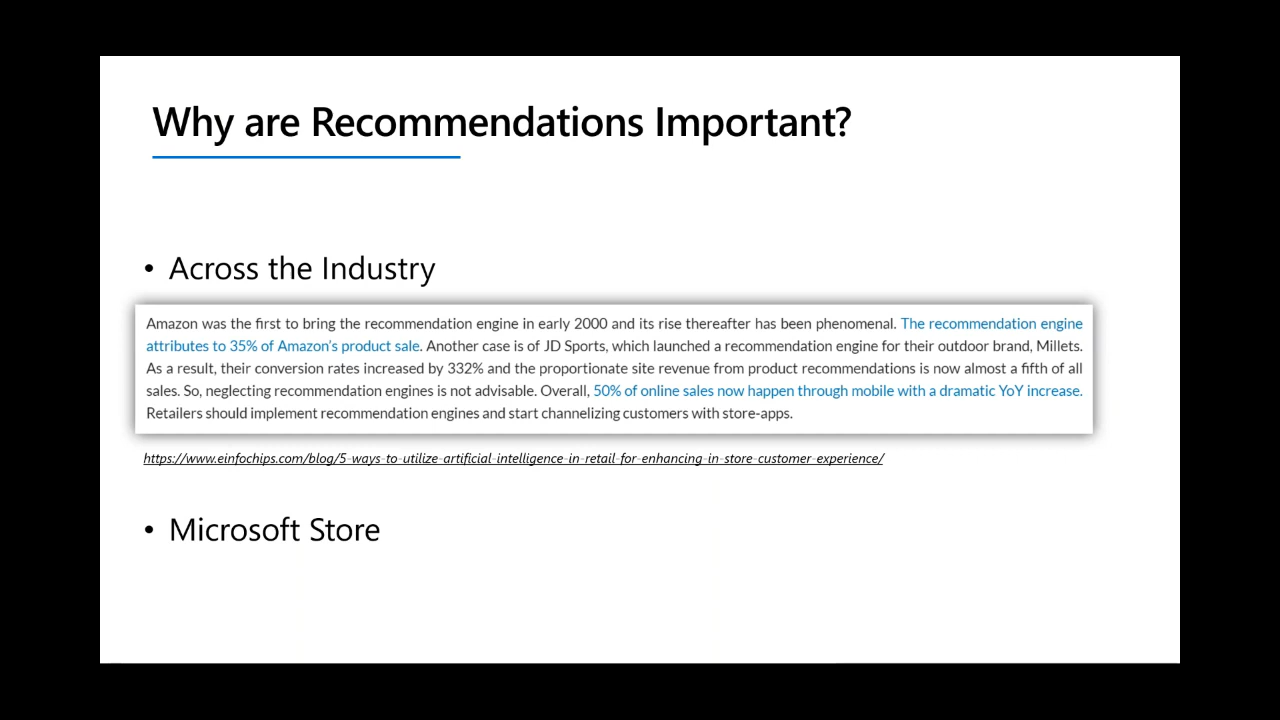 Why are Recommendations Important?
• Across the Industry
Amazon was the first to bring the recommendation engine in early 2000 and its rise thereafter has been phenomenal. The recommendation engine
attributes to 35% of Amazon's product sale. Another case is of JD Sports, which launched a recommendation engine for their outdoor brand, Millets.
As a result, their conversion rates increased by 332% and the proportionate site revenue from product recommendations is now almost a fifth of all
sales. So, neglecting recommendation engines is not advisable. Overall, 50% of online sales now happen through mobile with a dramatic YoY increase.
Retailers should implement recommendation engines and start channelizing customers with store-apps.
https://www.einfochips.com/blog/5-ways-to-utilize-artificial-intelligence-in-retail-for-enhancing-in-store-customer-experience/
• Microsoft Store